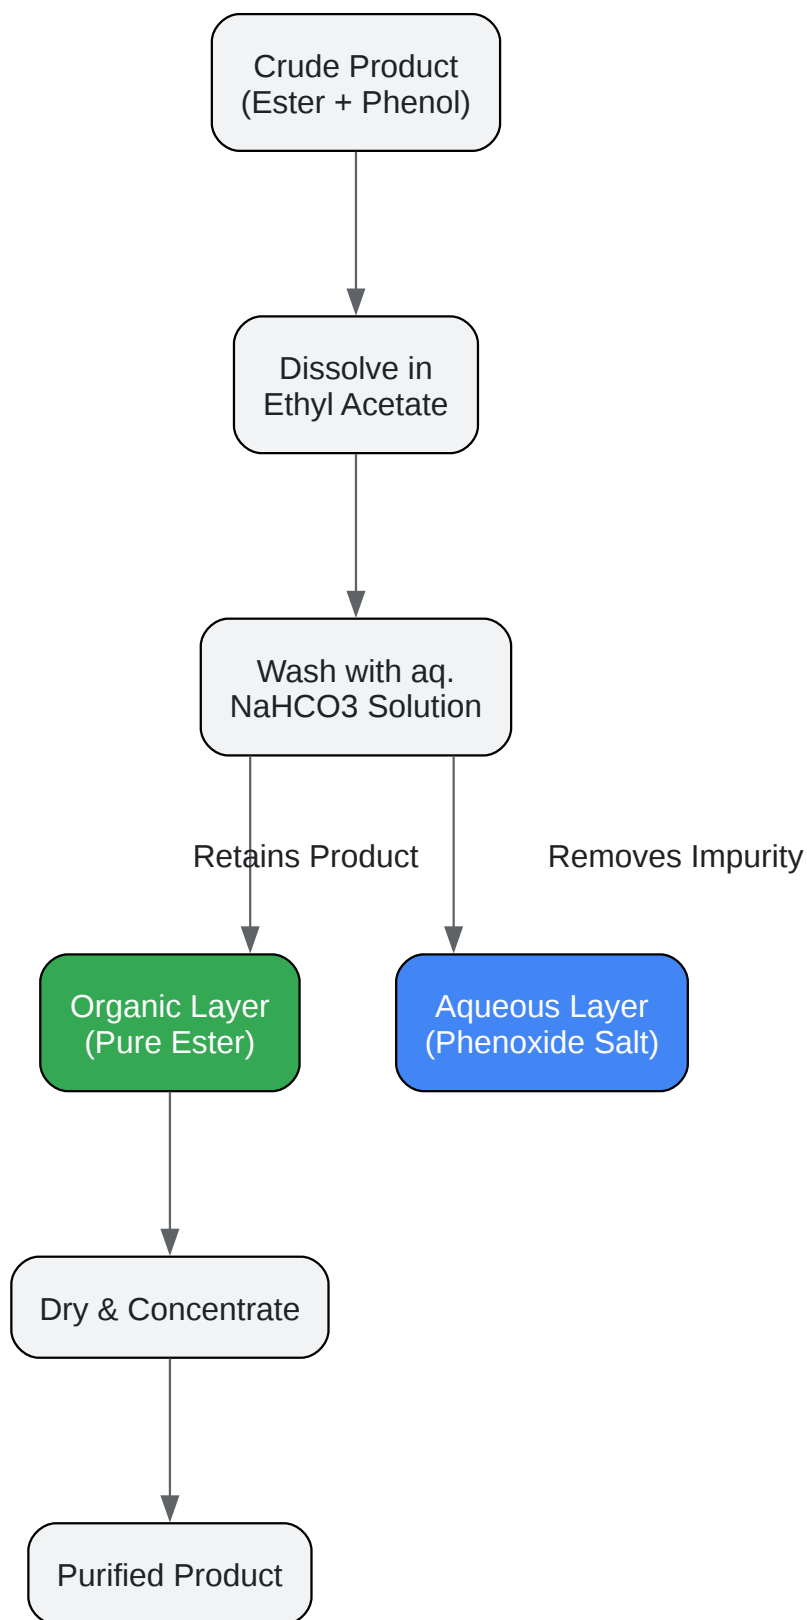 Crude Product
(Ester + Phenol)
Dissolve in
Ethyl Acetate
Wash with aq.
NaHCO3 Solution
Retains Product
Removes Impurity
Organic Layer
(Pure Ester)
Aqueous Layer
(Phenoxide Salt)
Dry & Concentrate
Purified Product